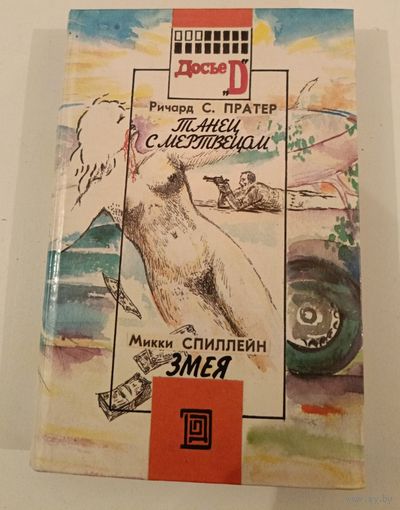 Досье „D"
Ричард С. ПРАТЕР
ТАНЕЦ
С МЕРТВЕЦОМ
Микки СПИЛЛЕЙН
ЗМЕЯ